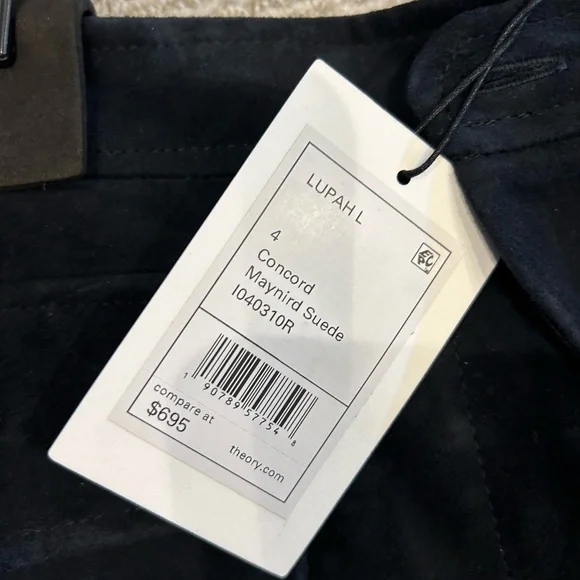 LUPAH L
4
Concord
Maynird Suede
I040310R
1 90789 57754 8
compare at
$695
theory.com